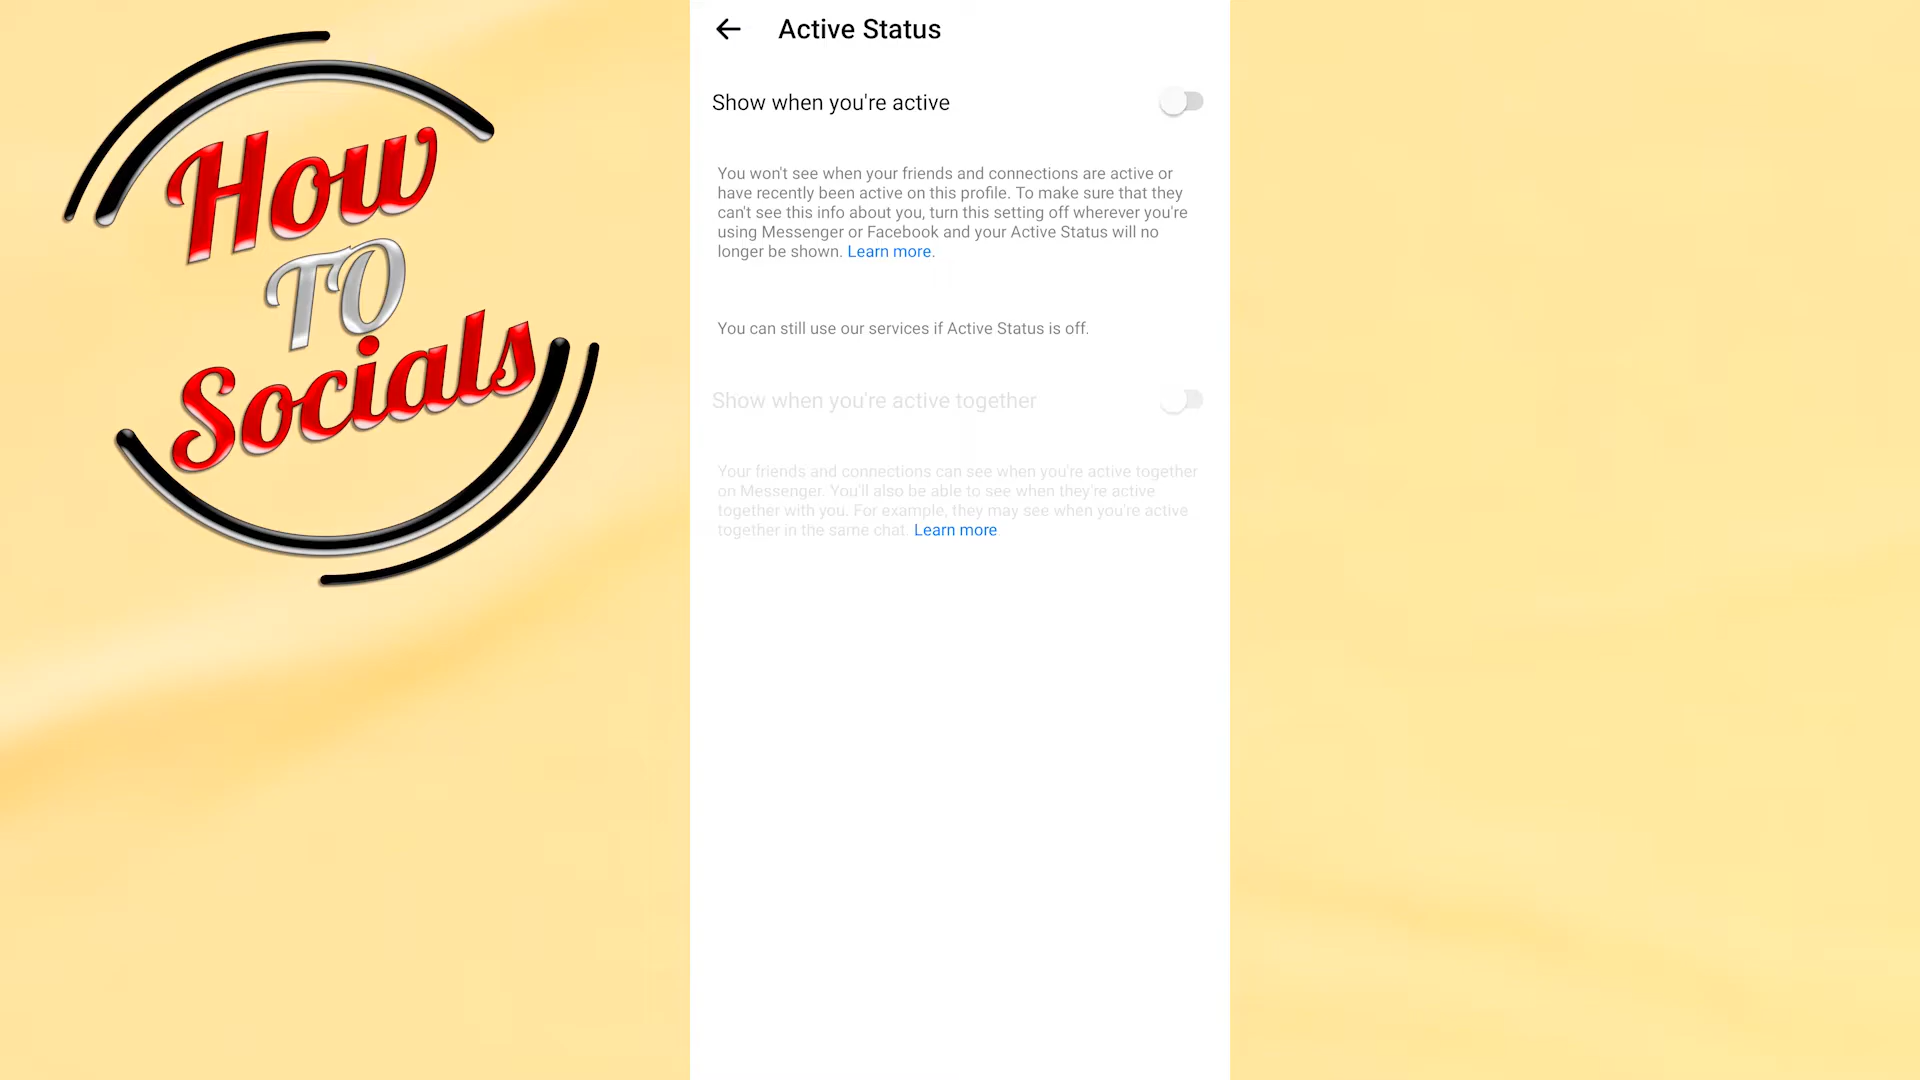 How
TO
Socials
Active Status
Show when you're active
You won't see when your friends and connections are active or
have recently been active on this profile. To make sure that they
can't see this info about you, turn this setting off wherever you're
using Messenger or Facebook and your Active Status will no
longer be shown. Learn more.
You can still use our services if Active Status is off.
Show when you're active together
Your friends and connections can see when you're active together
on Messenger. You'll also be able to see when they're active
together with you. For example, they may see when you're active
together in the same chat. Learn more